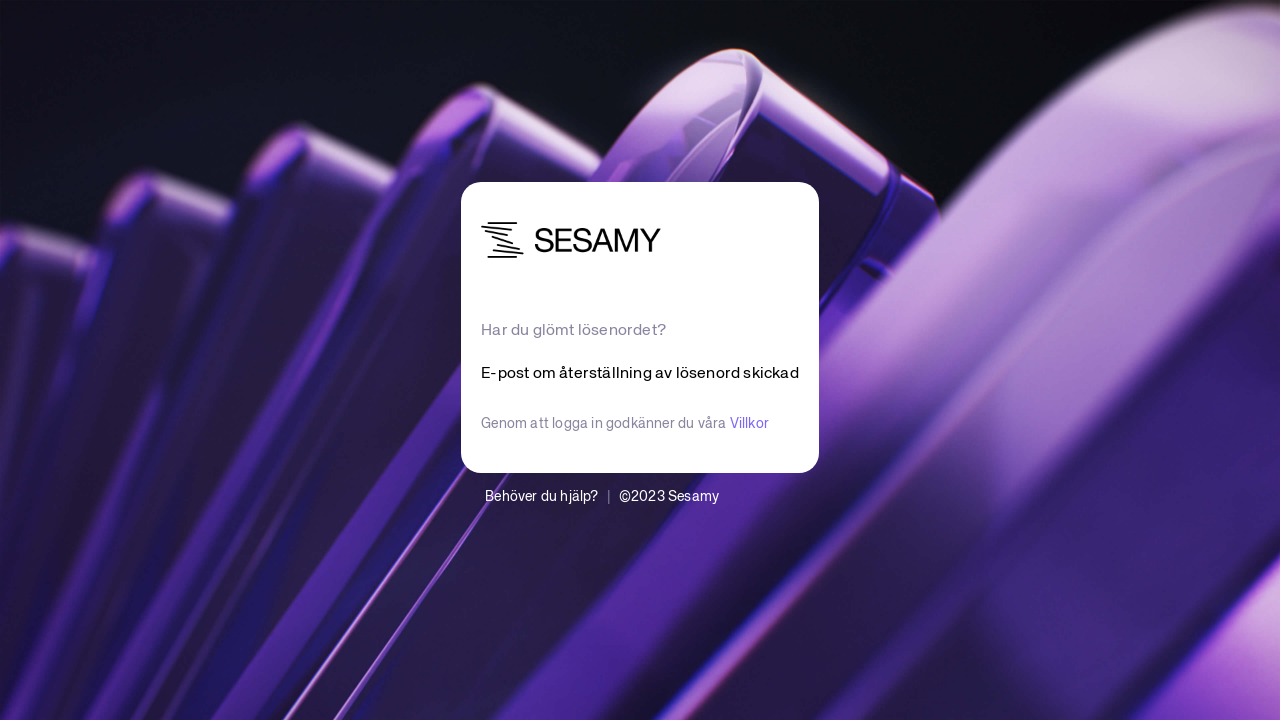 SESAMY
Har du glömt lösenordet?
E-post om återställning av lösenord skickad
Genom att logga in godkänner du våra Villkor
Behöver du hjälp? | ©2023 Sesamy